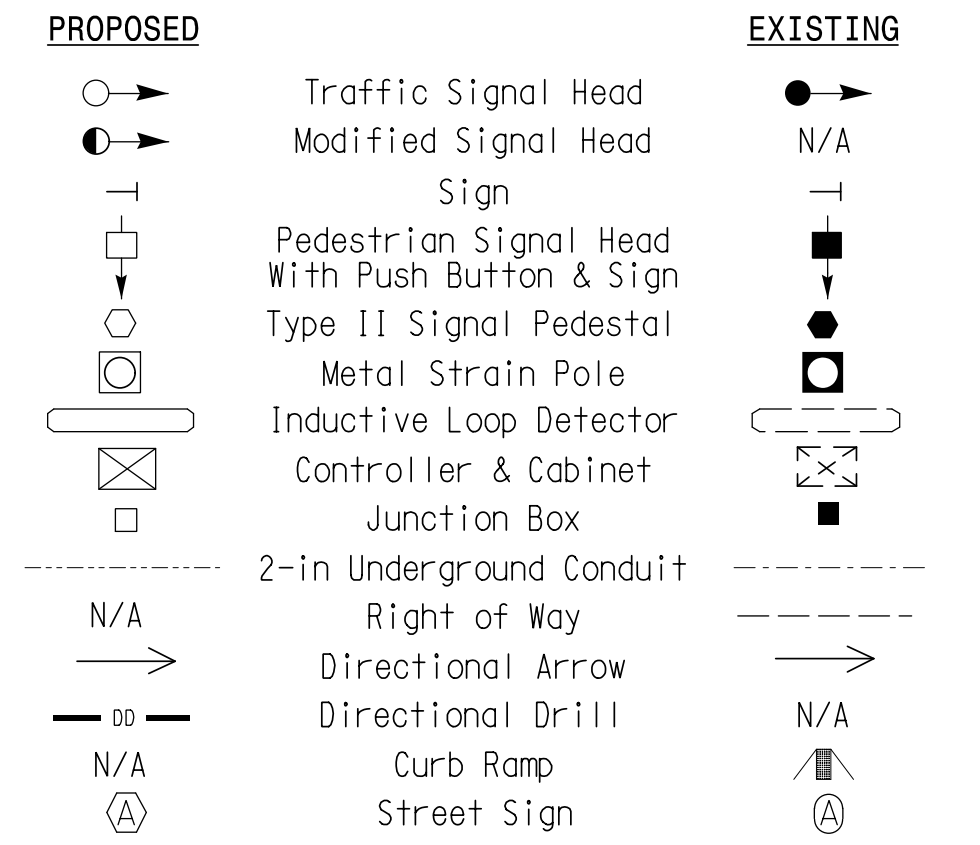 PROPOSED EXISTING
Traffic Signal Head
Modified Signal Head N/A
Sign
Pedestrian Signal Head
With Push Button & Sign
Type II Signal Pedestal
Metal Strain Pole
Inductive Loop Detector
Controller & Cabinet
Junction Box
2-in Underground Conduit
N/A Right of Way
Directional Arrow
DD Directional Drill N/A
N/A Curb Ramp
A Street Sign A